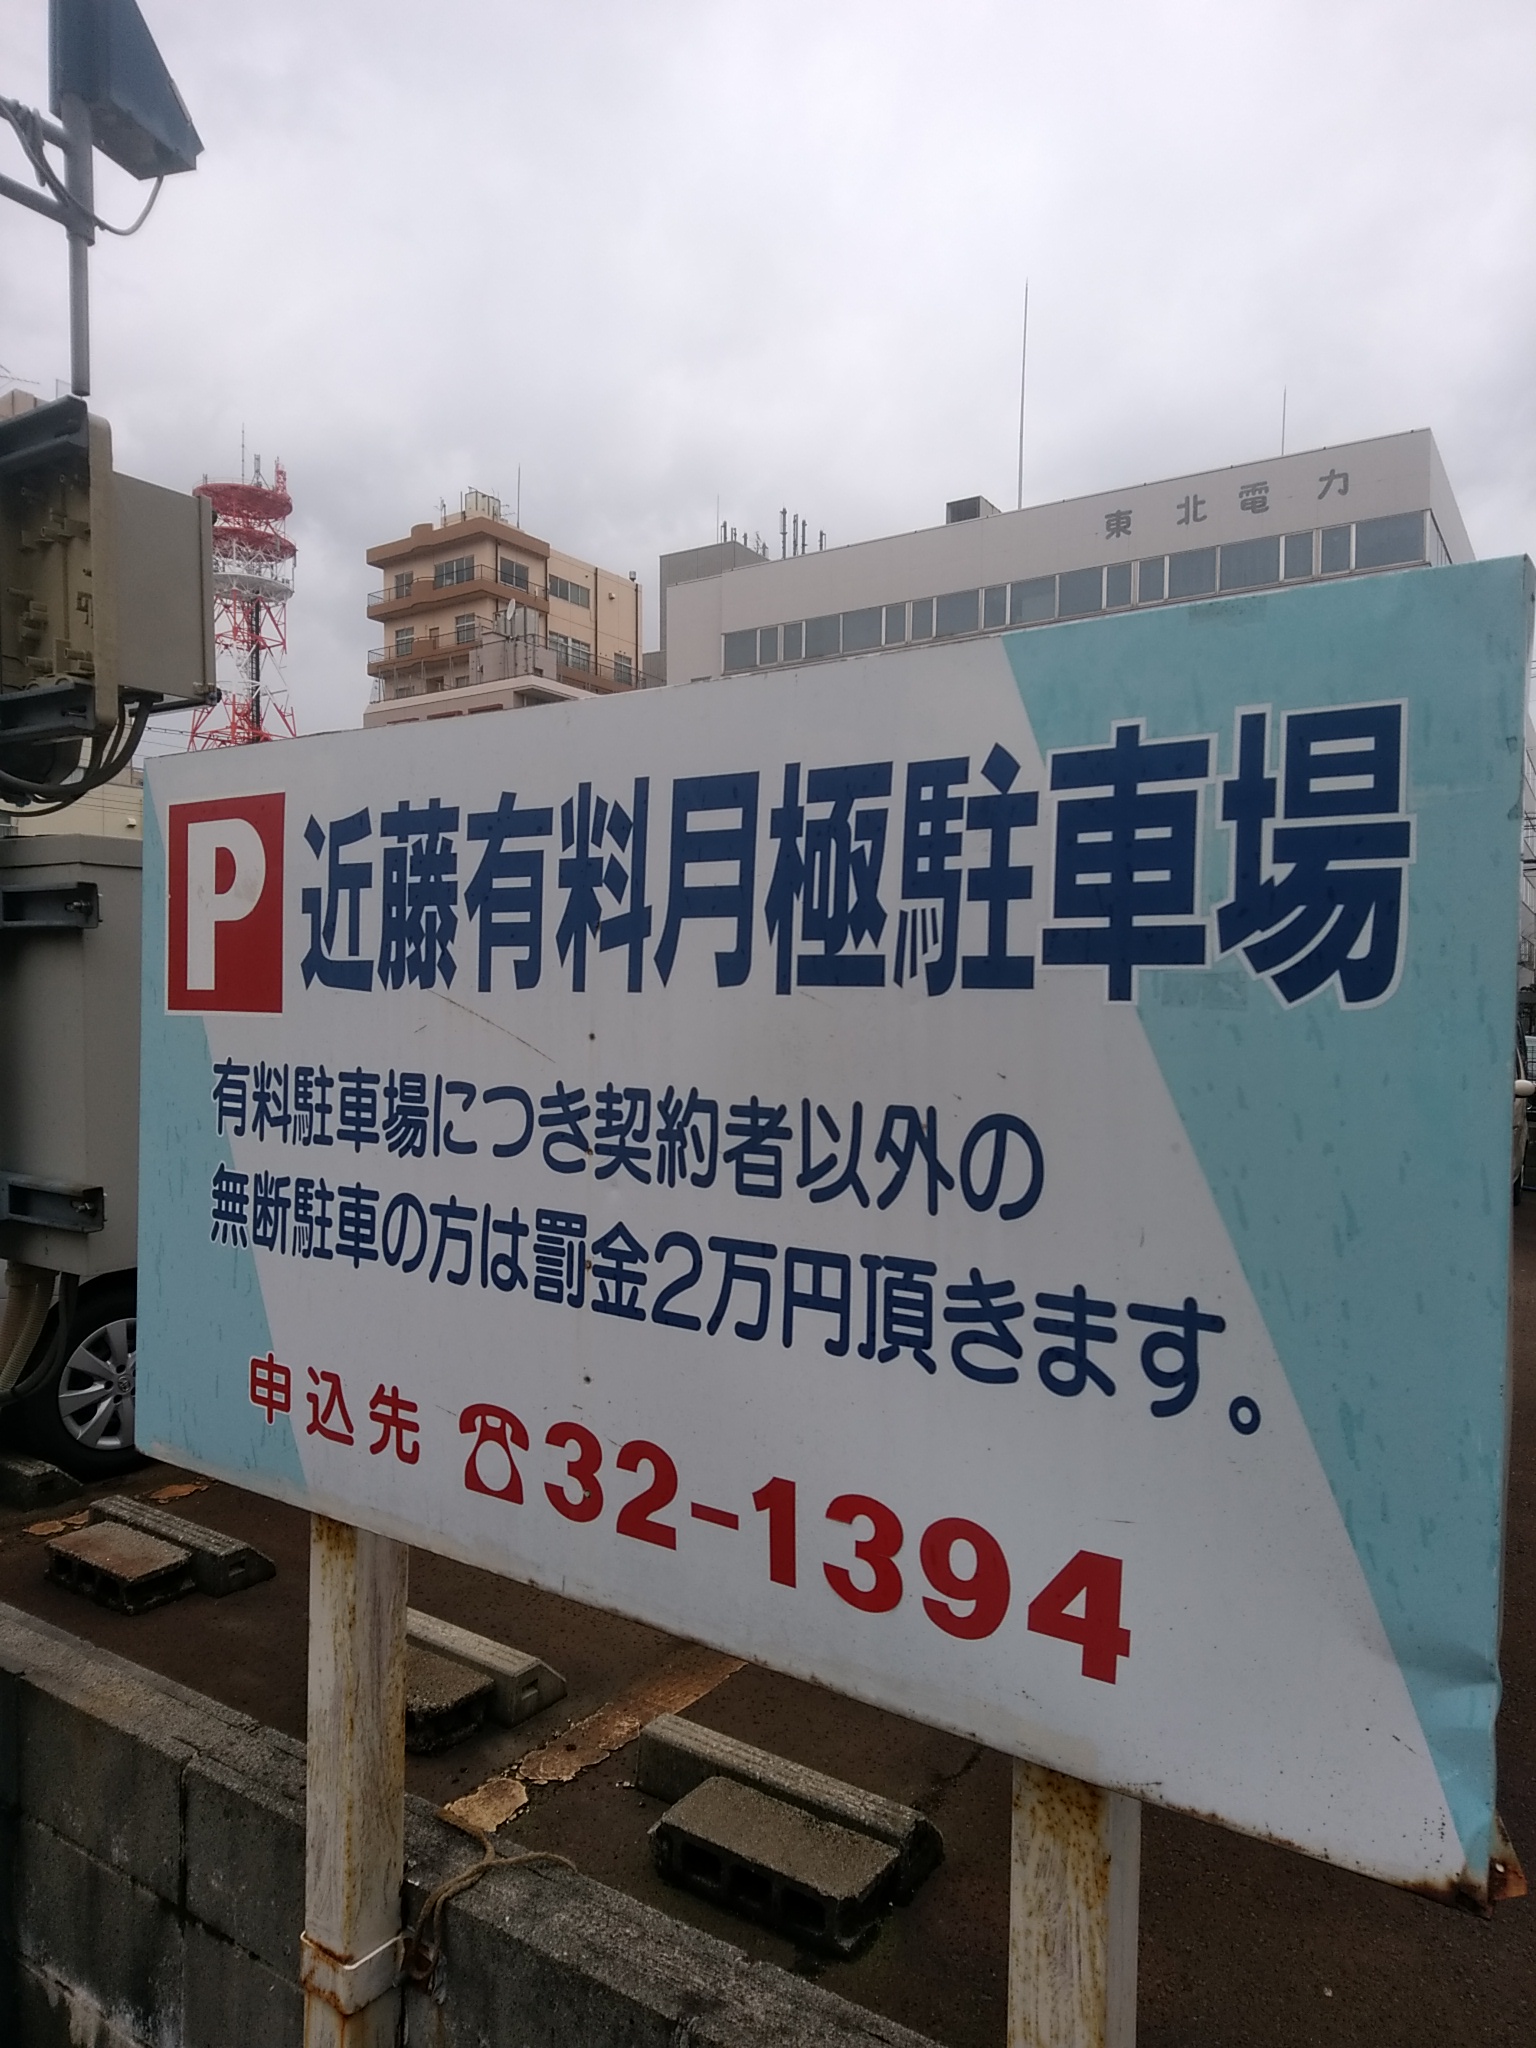 東北電力
P 近藤有料月極駐車場
有料駐車場につき契約者以外の
無断駐車の方は罰金2万円頂きます。
申込先 ☎32-1394